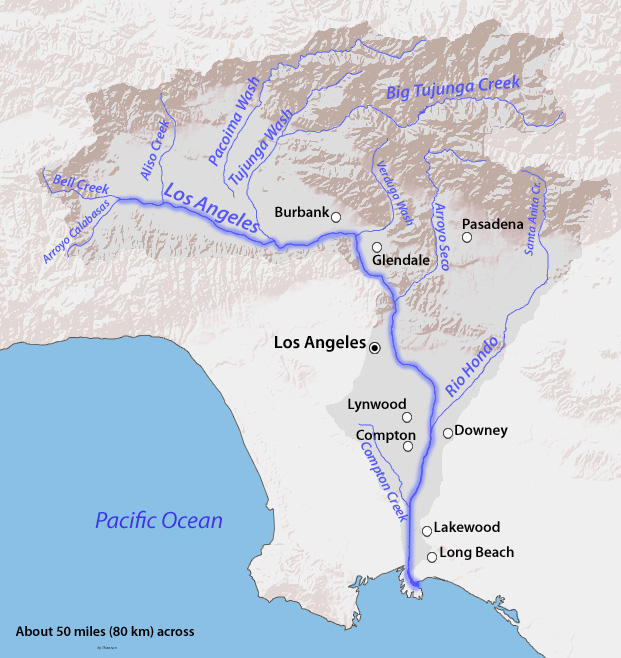 Big Tujunga Creek
Pacoima Wash
Tujunga Wash
Aliso Creek
Bell Creek
Arroyo Calabasas
Los Angeles
Verdugo Wash
Arroyo Seco
Santa Anita Cr.
Burbank
Pasadena
Glendale
Los Angeles
Rio Hondo
Lynwood
Compton
Downey
Compton Creek
Pacific Ocean
Lakewood
Long Beach
About 50 miles (80 km) across